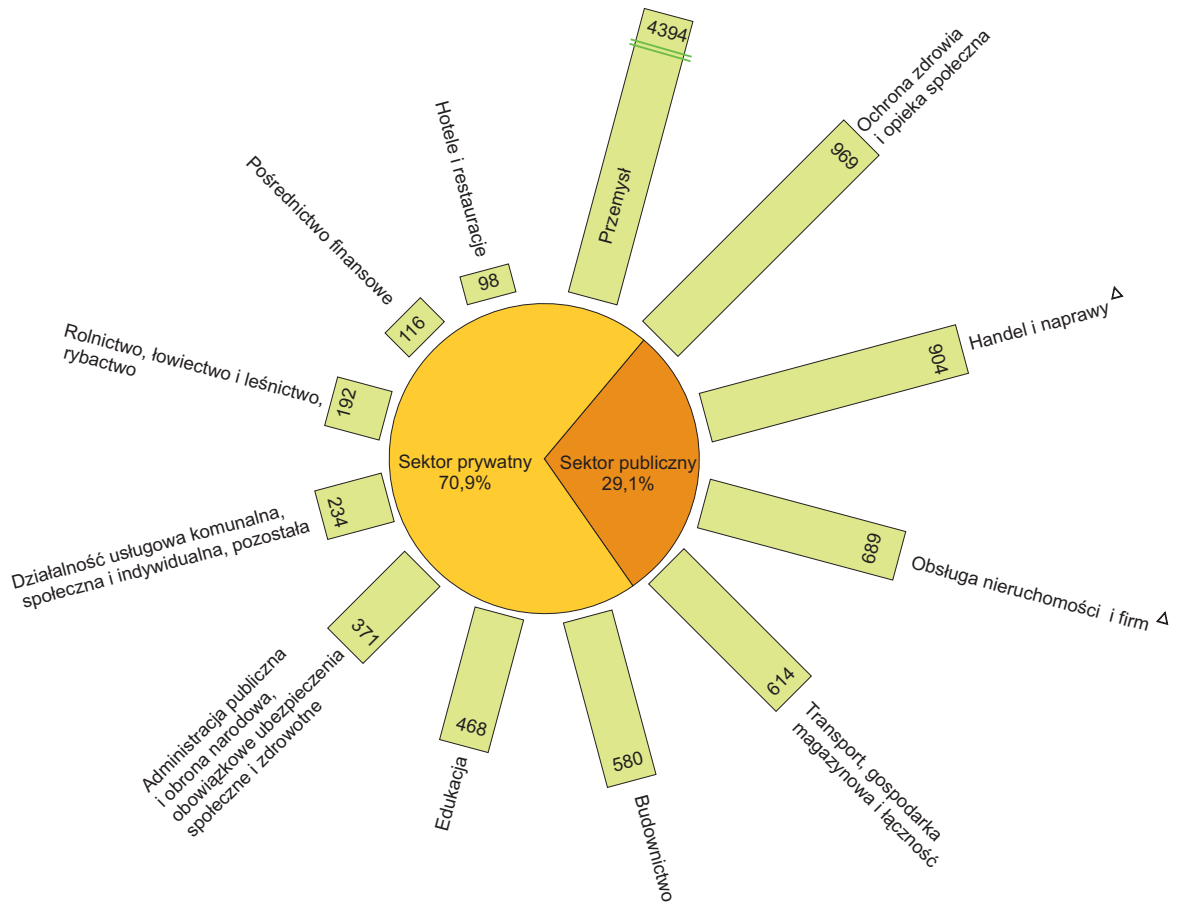 4394
Przemysł
Ochrona zdrowia
i opieka społeczna
969
Handel i naprawy Δ
904
Obsługa nieruchomości i firm Δ
689
Transport, gospodarka
magazynowa i łączność
614
Budownictwo
580
Edukacja
468
Administracja publiczna
i obrona narodowa,
obowiązkowe ubezpieczenia
społeczne i zdrowotne
371
Działalność usługowa komunalna,
społeczna i indywidualna, pozostała
234
Rolnictwo, łowiectwo i leśnictwo,
rybactwo
192
Pośrednictwo finansowe
116
Hotele i restauracje
98
Sektor prywatny
70,9%
Sektor publiczny
29,1%